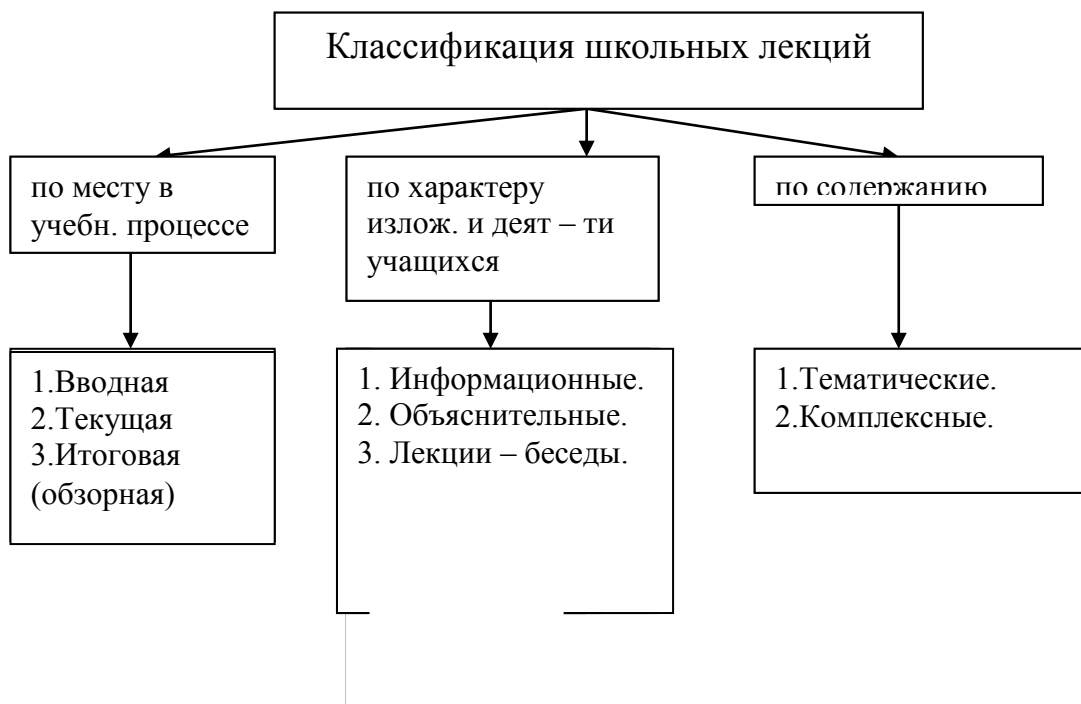 Классификация школьных лекций
по месту в
учебн. процессе
по характеру
излож. и деят – ти
учащихся
по содержанию
1.Вводная
2.Текущая
3.Итоговая
(обзорная)
1. Информационные.
2. Объяснительные.
3. Лекции – беседы.
1.Тематические.
2.Комплексные.